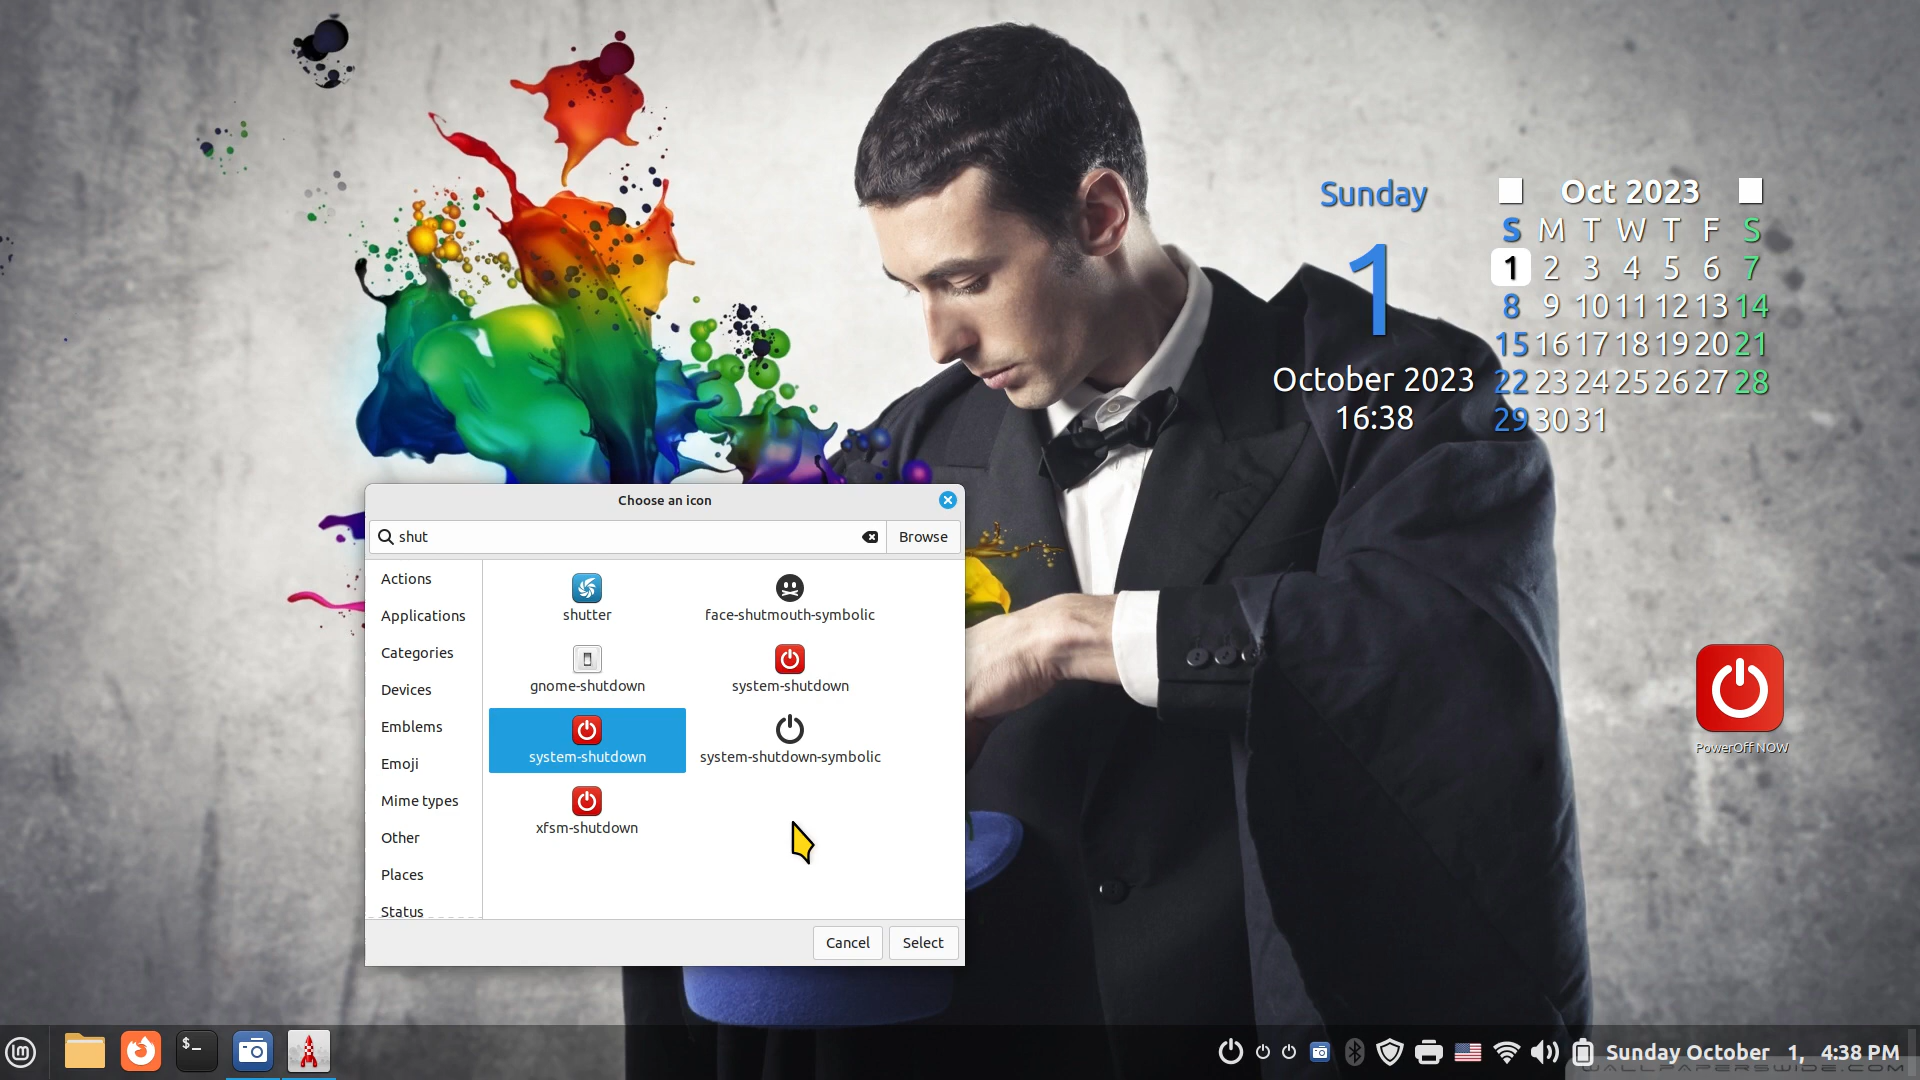 Sunday
1
October 2023
16:38
Oct 2023
S M T W T F S
1 2 3 4 5 6 7
8 9 10 11 12 13 14
15 16 17 18 19 20 21
22 23 24 25 26 27 28
29 30 31
Choose an icon
shut
Browse
Actions
Applications
Categories
Devices
Emblems
Emoji
Mime types
Other
Places
Status
shutter
face-shutmouth-symbolic
gnome-shutdown
system-shutdown
system-shutdown
system-shutdown-symbolic
xfsm-shutdown
Cancel
Select
PowerOff NOW
$_
Sunday October 1, 4:38 PM
WALLPAPERSWIDE.COM